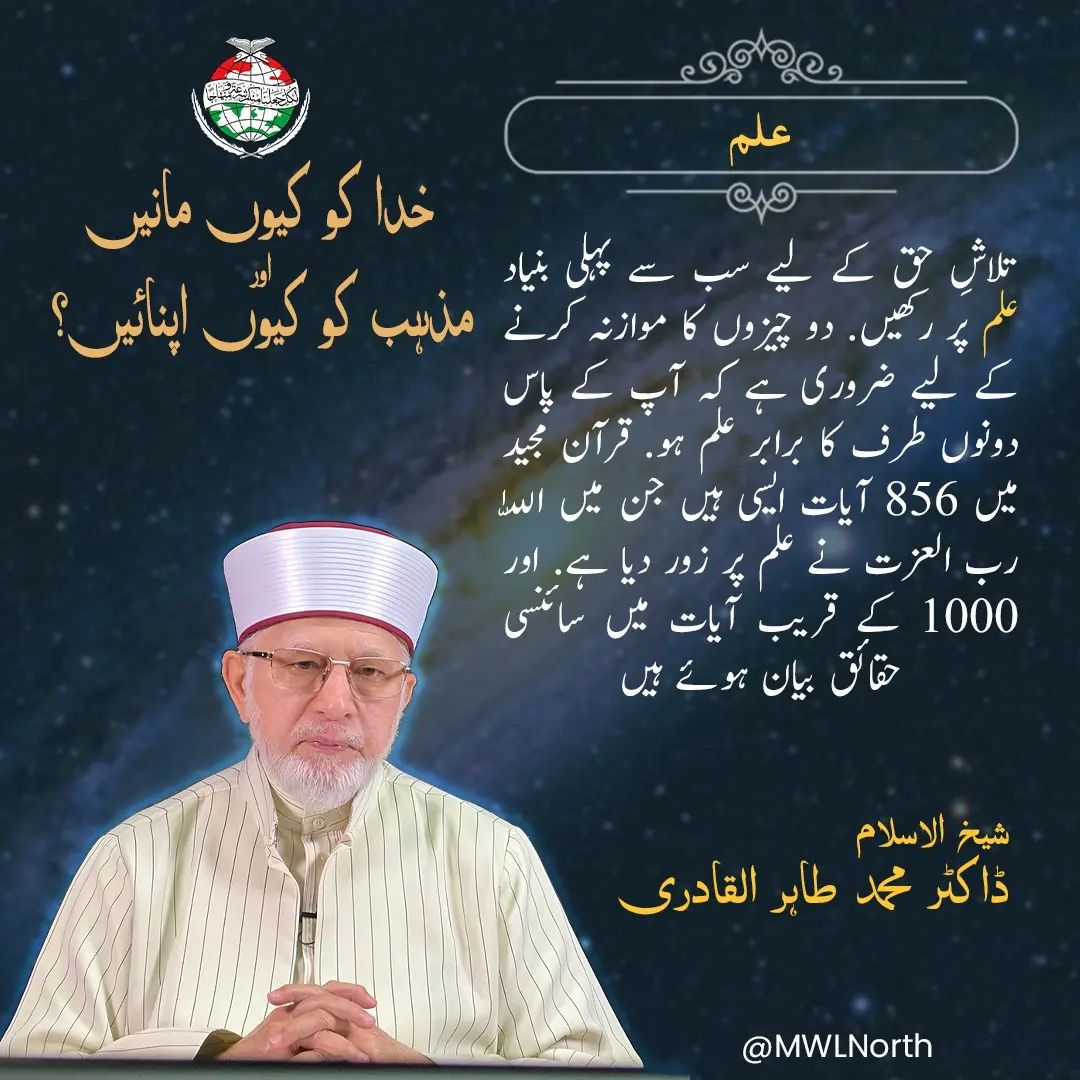 خدا کو کیوں مانیں
اور
مذہب کو کیوں اپنائیں؟
علم
تلاشِ حق کے لیے سب سے پہلی بنیاد
علم پر رکھیں. دو چیزوں کا موازنہ کرنے
کے لیے ضروری ہے کہ آپ کے پاس
دونوں طرف کا برابر علم ہو. قرآن مجید
میں 856 آیات ایسی ہیں جن میں اللہ
رب العزت نے علم پر زور دیا ہے. اور
1000 کے قریب آیات میں سائنسی
حقائق بیان ہوئے ہیں
شیخ الاسلام
ڈاکٹر محمد طاہر القادری
@MWLNorth